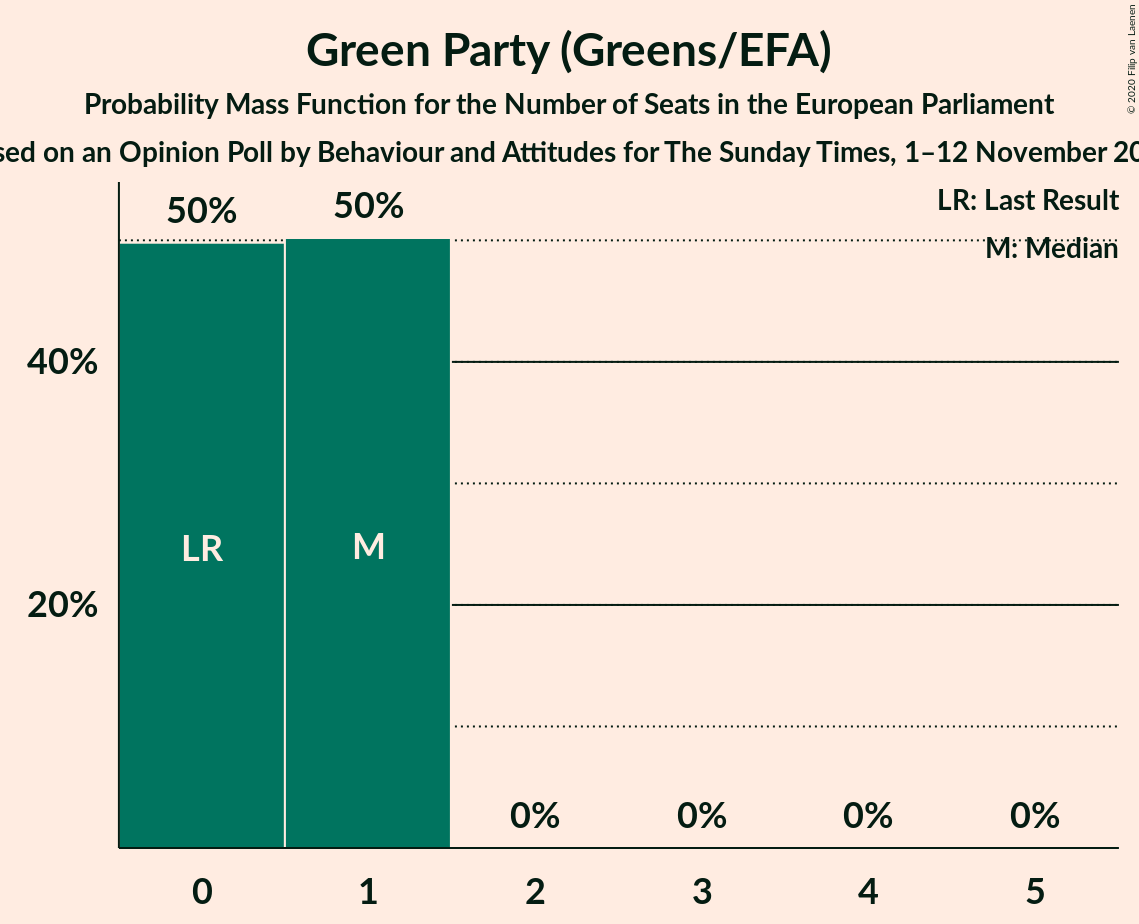 Green Party (Greens/EFA)
Probability Mass Function for the Number of Seats in the European Parliament
sed on an Opinion Poll by Behaviour and Attitudes for The Sunday Times, 1–12 November 20
© 2020 Filip van Laenen
LR: Last Result
M: Median
50%
50%
40%
20%
LR
M
0%
0%
0%
0%
0
1
2
3
4
5